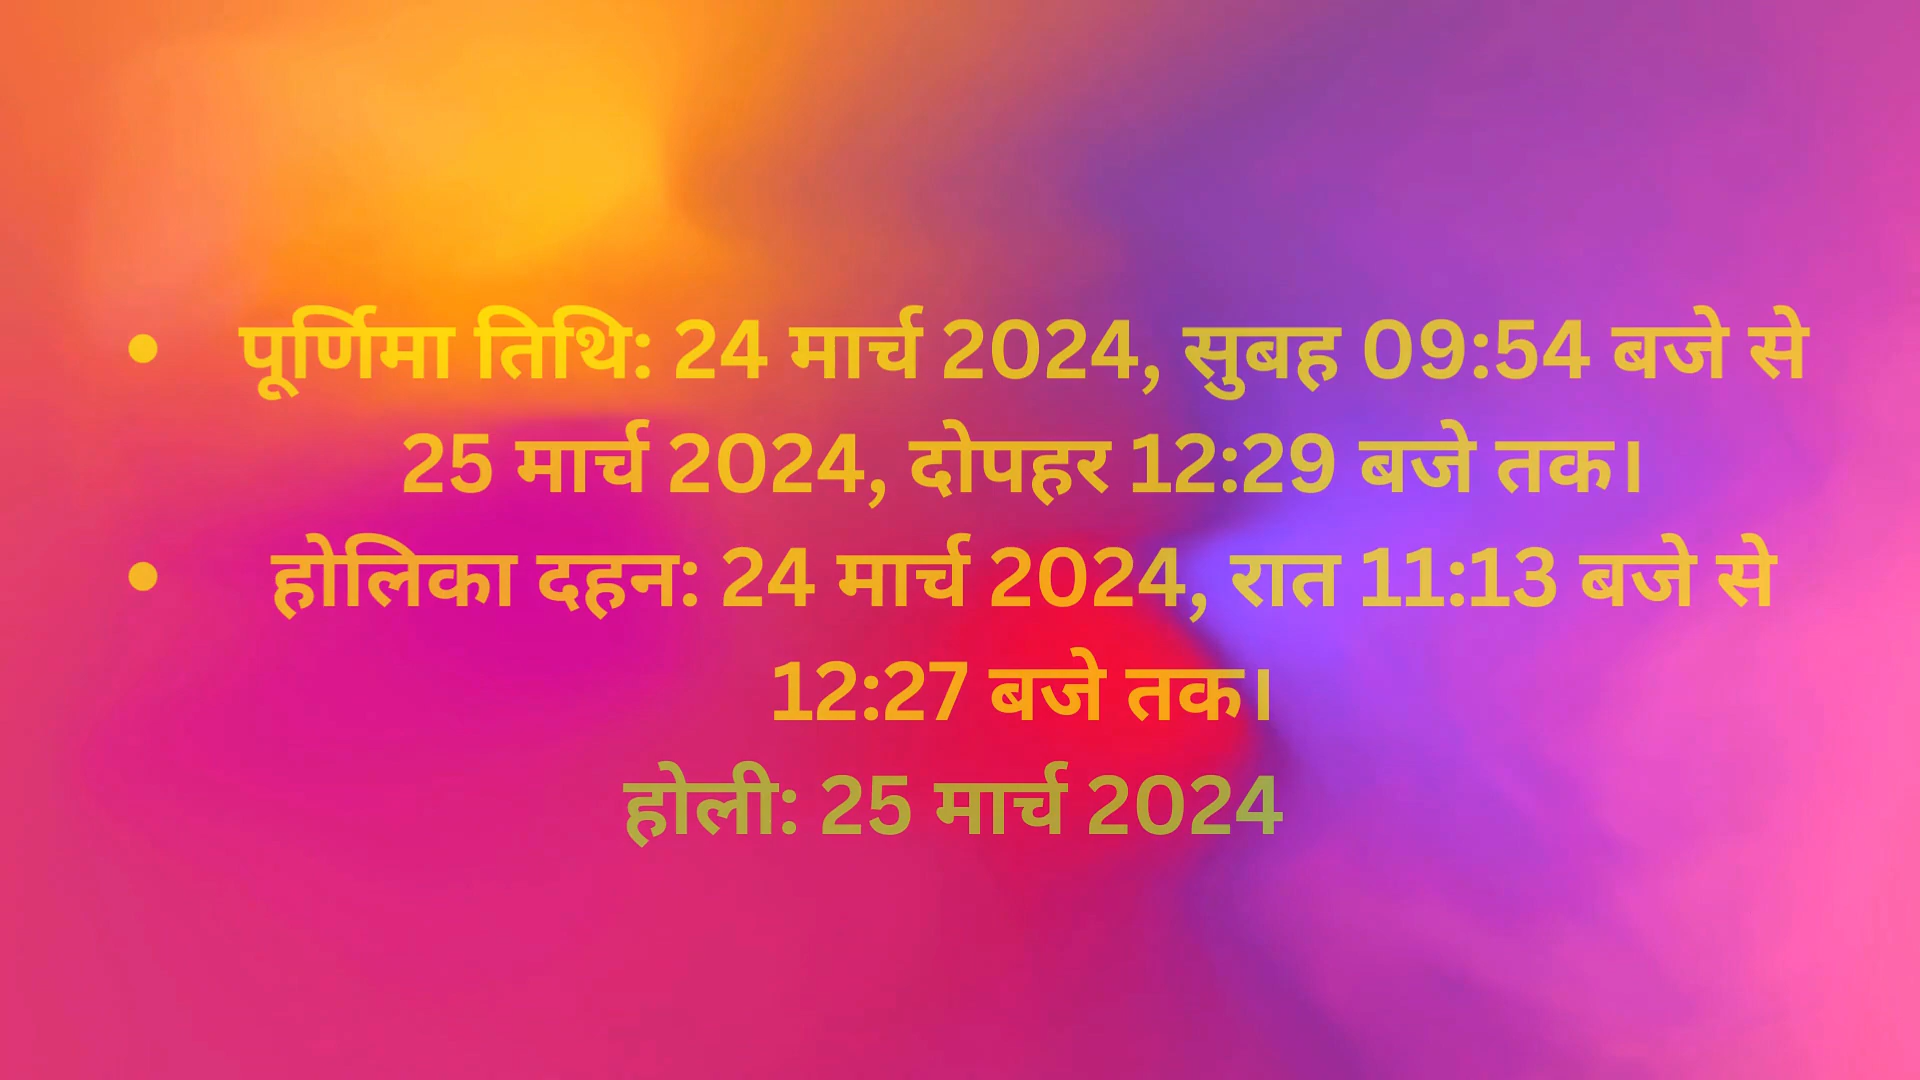 • पूर्णिमा तिथि: 24 मार्च 2024, सुबह 09:54 बजे से
25 मार्च 2024, दोपहर 12:29 बजे तक।
• होलिका दहन: 24 मार्च 2024, रात 11:13 बजे से
12:27 बजे तक।
होली: 25 मार्च 2024